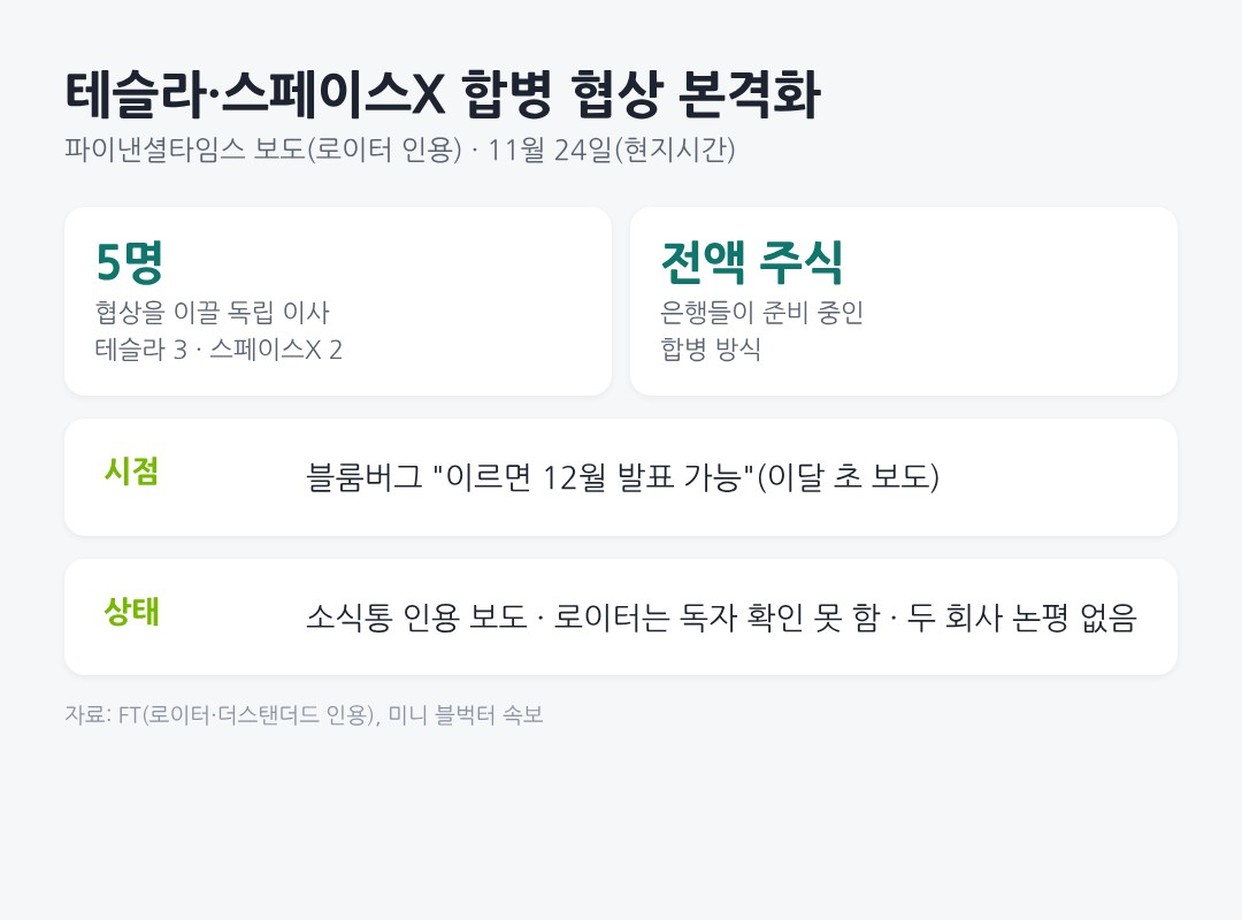 테슬라·스페이스X 합병 협상 본격화
파이낸셜타임스 보도(로이터 인용) · 11월 24일(현지시간)
5명
협상을 이끌 독립 이사
테슬라 3 · 스페이스X 2
전액 주식
은행들이 준비 중인
합병 방식
시점
블룸버그 "이르면 12월 발표 가능"(이달 초 보도)
상태
소식통 인용 보도 · 로이터는 독자 확인 못 함 · 두 회사 논평 없음
자료: FT(로이터·더스탠더드 인용), 미니 블벅터 속보